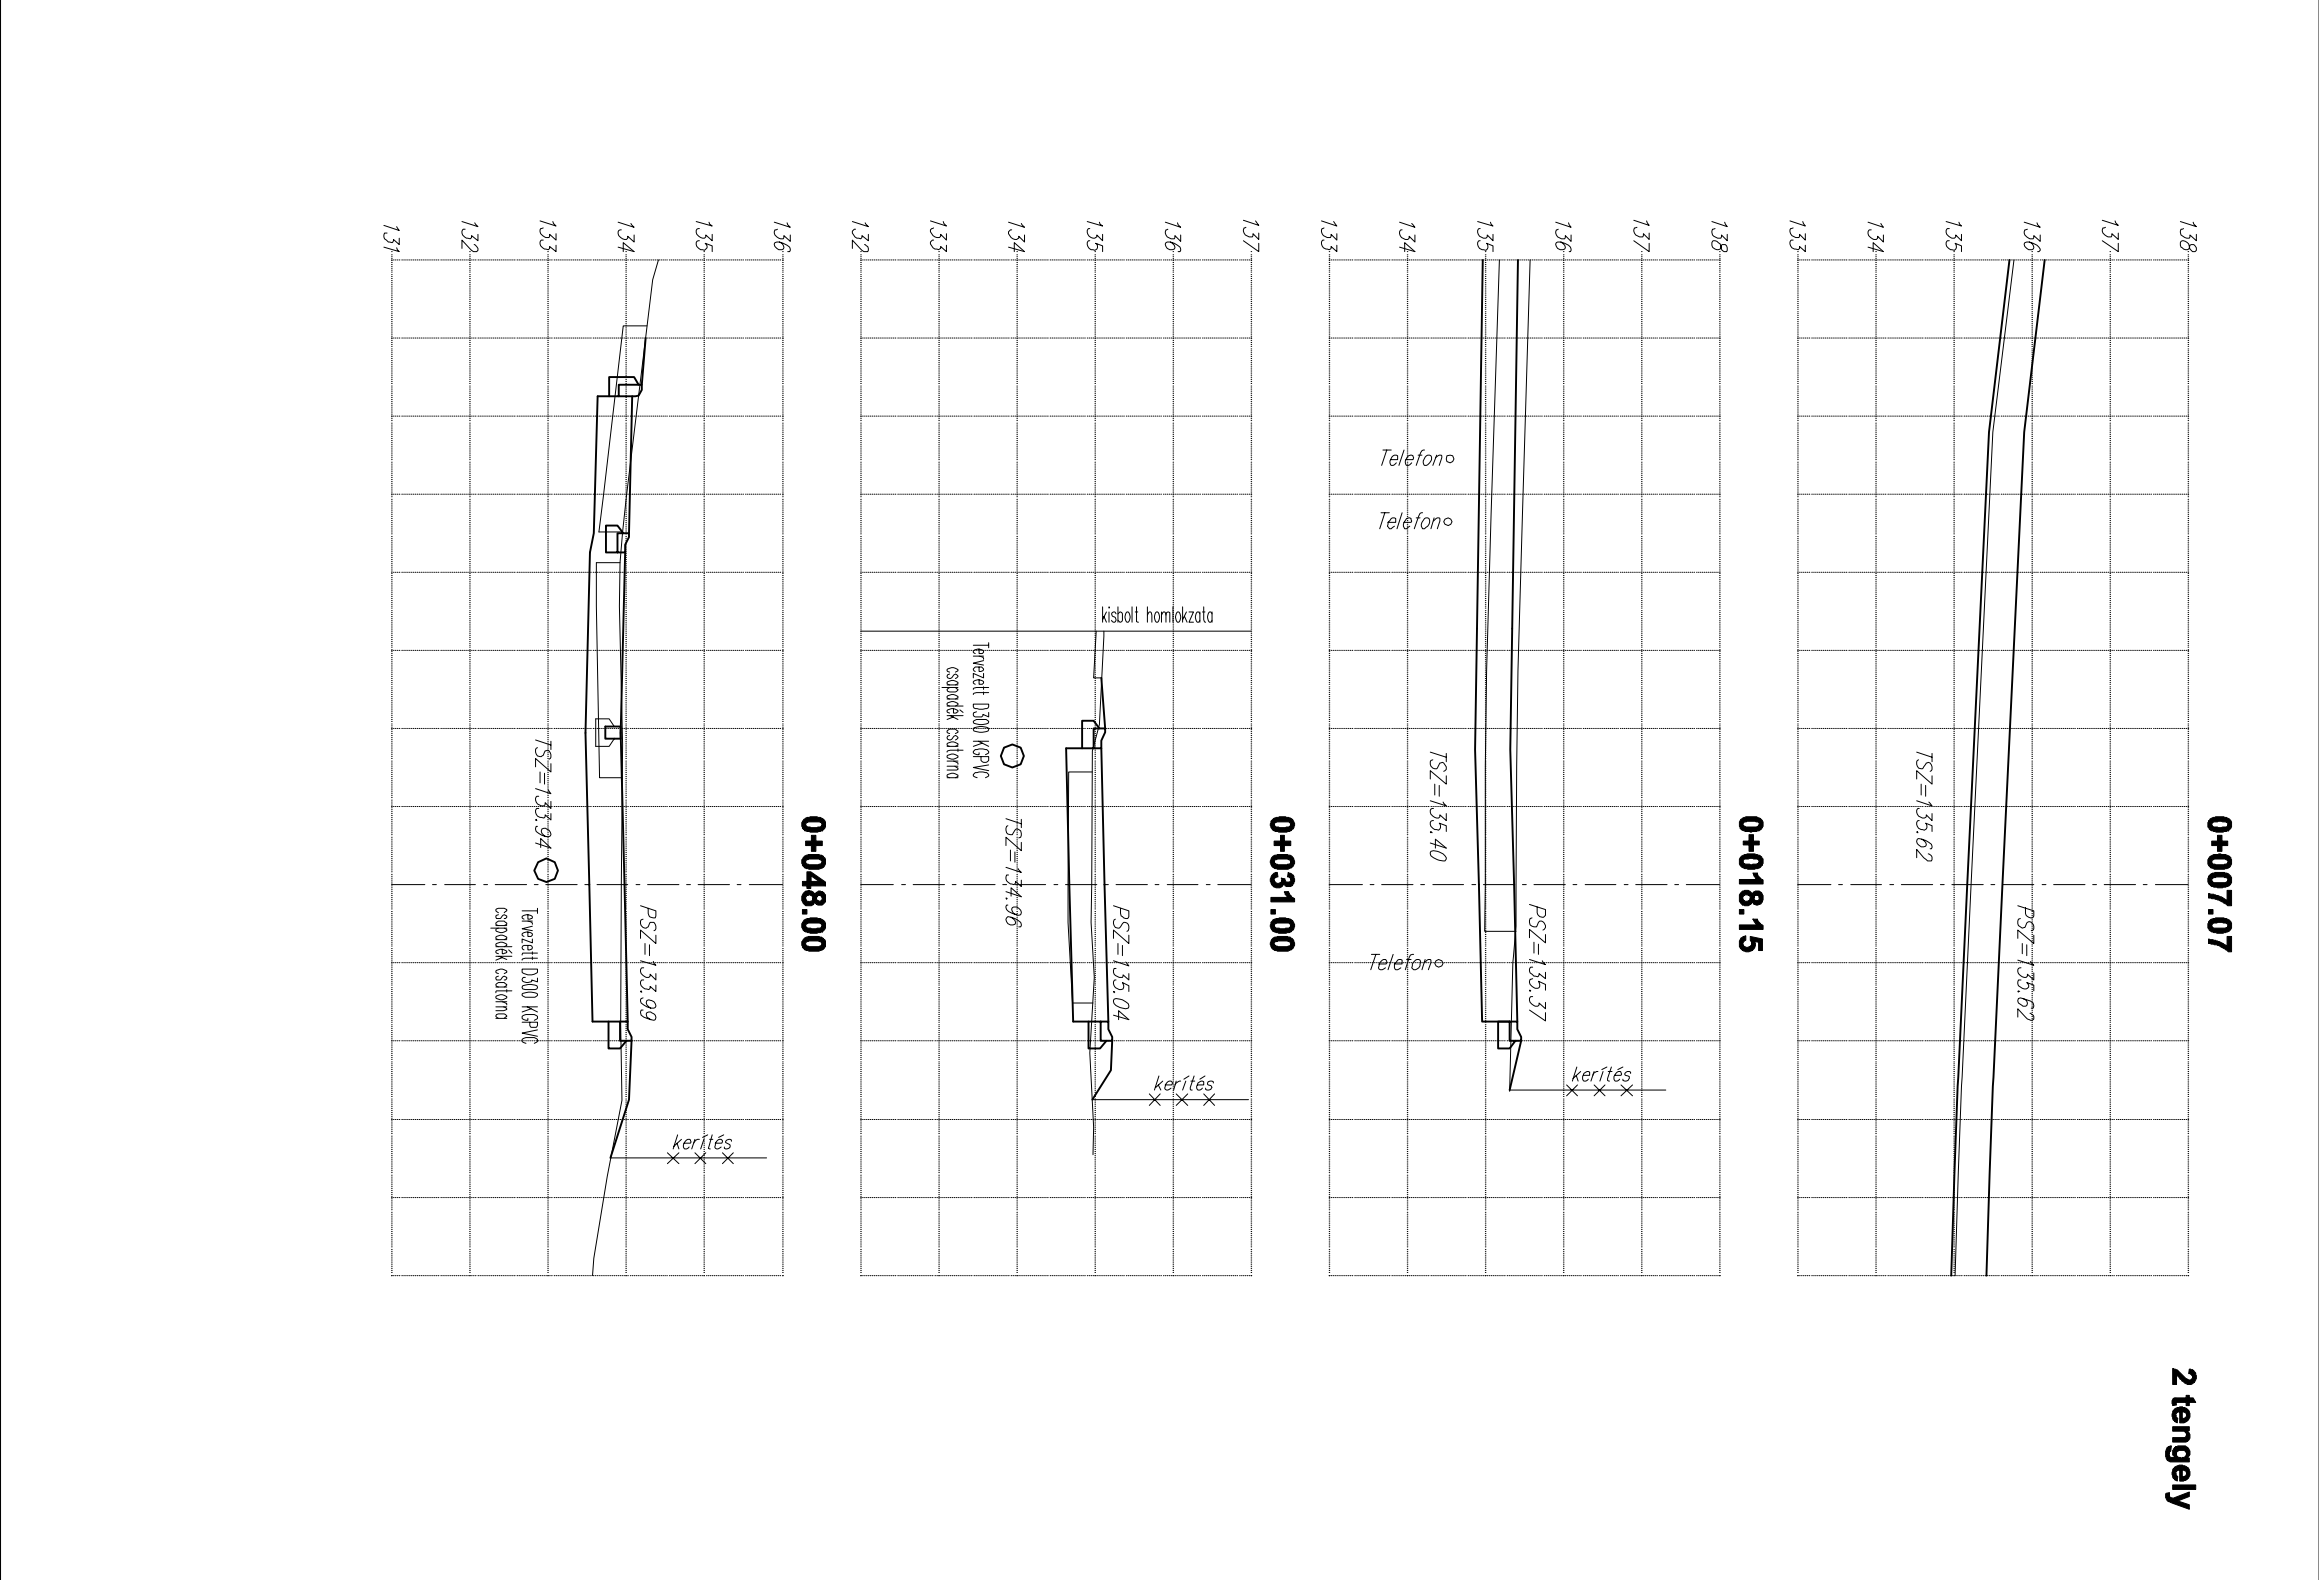 2 tengely
0+007.07
138
137
136
135
134
133
TSZ=135.62
PSZ=135.62
0+018.15
138
137
136
135
134
133
Telefon
Telefon
Telefon
TSZ=135.40
PSZ=135.37
kerítés
0+031.00
137
136
135
134
133
132
kisbolt homlokzata
Tervezett D300 KGPVC
csapadék csatorna
TSZ=134.96
PSZ=135.04
kerítés
0+048.00
136
135
134
133
132
131
TSZ=133.94
PSZ=133.99
Tervezett D300 KGPVC
csapadék csatorna
kerítés